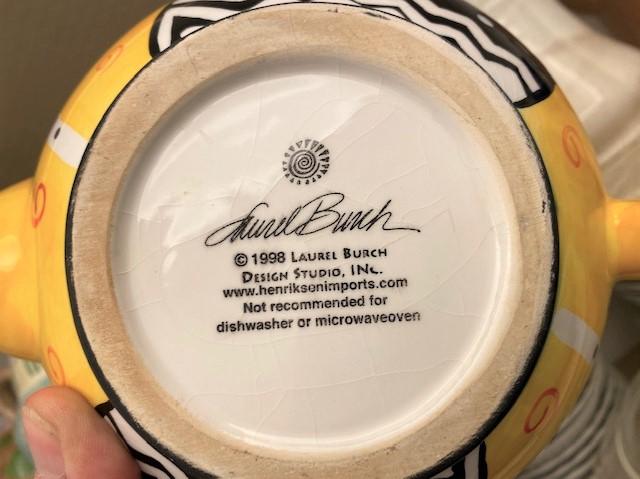 Laurel Burch
© 1998 LAUREL BURCH
DESIGN STUDIO, INC.
www.henriksenimports.com
Not recommended for
dishwasher or microwaveoven